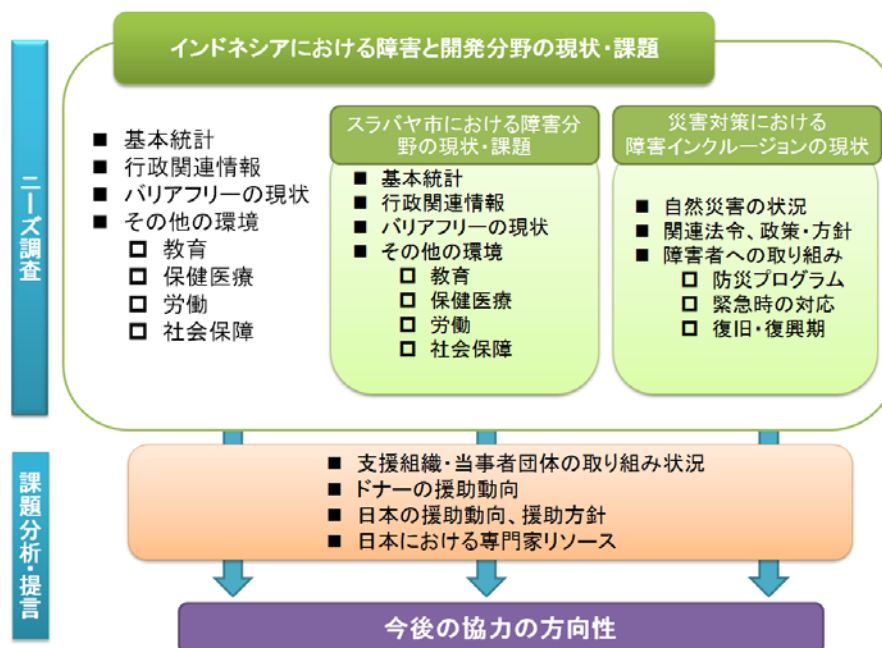 インドネシアにおける障害と開発分野の現状・課題
ニーズ調査
■ 基本統計
■ 行政関連情報
■ バリアフリーの現状
■ その他の環境
□ 教育
□ 保健医療
□ 労働
□ 社会保障
スラバヤ市における障害分
野の現状・課題
■ 基本統計
■ 行政関連情報
■ バリアフリーの現状
■ その他の環境
□ 教育
□ 保健医療
□ 労働
□ 社会保障
災害対策における
障害インクルージョンの現状
■ 自然災害の状況
■ 関連法令、政策・方針
■ 障害者への取り組み
□ 防災プログラム
□ 緊急時の対応
□ 復旧・復興期
課題分析・提言
■ 支援組織・当事者団体の取り組み状況
■ ドナーの援助動向
■ 日本の援助動向、援助方針
■ 日本における専門家リソース
今後の協力の方向性